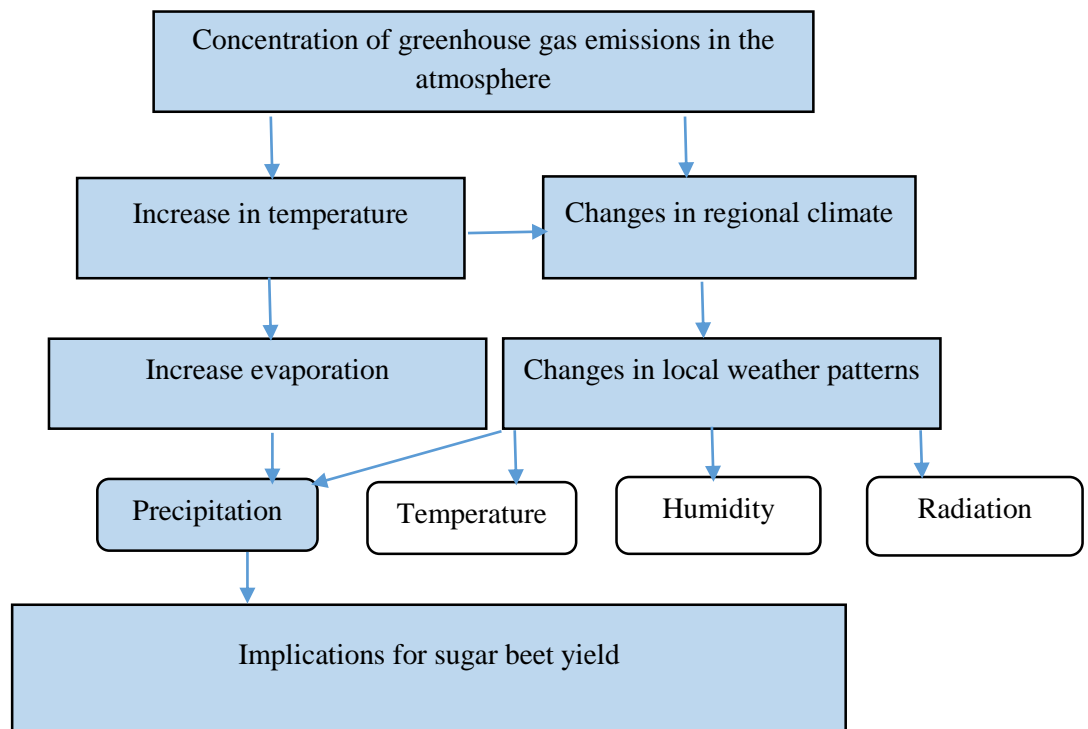 Concentration of greenhouse gas emissions in the
atmosphere
Increase in temperature
Changes in regional climate
Increase evaporation
Changes in local weather patterns
Precipitation
Temperature
Humidity
Radiation
Implications for sugar beet yield